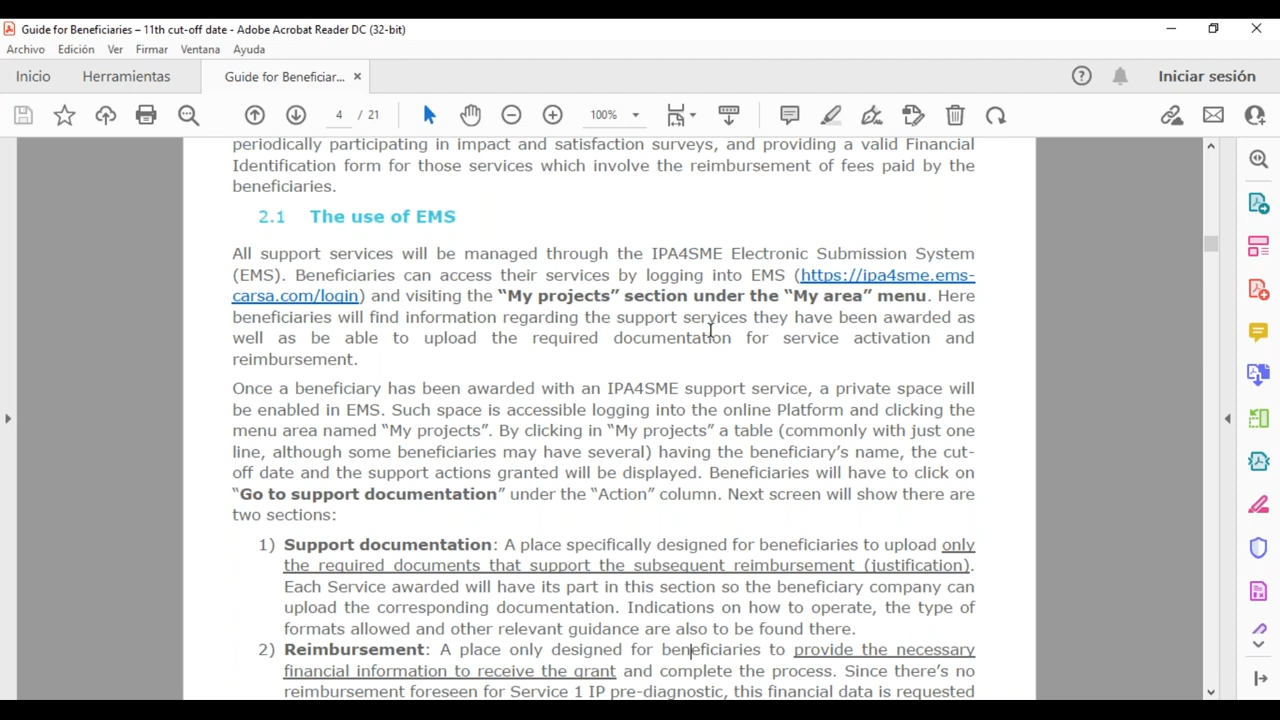 Guide for Beneficiaries – 11th cut-off date - Adobe Acrobat Reader DC (32-bit)
Archivo Edición Ver Firmar Ventana Ayuda
Inicio Herramientas Guide for Beneficiar... × Iniciar sesión
4 / 21 100%
periodically participating in impact and satisfaction surveys, and providing a valid Financial
Identification form for those services which involve the reimbursement of fees paid by the
beneficiaries.
2.1 The use of EMS
All support services will be managed through the IPA4SME Electronic Submission System
(EMS). Beneficiaries can access their services by logging into EMS (https://ipa4sme.ems-
carsa.com/login) and visiting the “My projects” section under the “My area” menu. Here
beneficiaries will find information regarding the support services they have been awarded as
well as be able to upload the required documentation for service activation and
reimbursement.
Once a beneficiary has been awarded with an IPA4SME support service, a private space will
be enabled in EMS. Such space is accessible logging into the online Platform and clicking the
menu area named “My projects”. By clicking in “My projects” a table (commonly with just one
line, although some beneficiaries may have several) having the beneficiary’s name, the cut-
off date and the support actions granted will be displayed. Beneficiaries will have to click on
“Go to support documentation” under the “Action” column. Next screen will show there are
two sections:
1) Support documentation: A place specifically designed for beneficiaries to upload only
the required documents that support the subsequent reimbursement (justification).
Each Service awarded will have its part in this section so the beneficiary company can
upload the corresponding documentation. Indications on how to operate, the type of
formats allowed and other relevant guidance are also to be found there.
2) Reimbursement: A place only designed for beneficiaries to provide the necessary
financial information to receive the grant and complete the process. Since there’s no
reimbursement foreseen for Service 1 IP pre-diagnostic, this financial data is requested